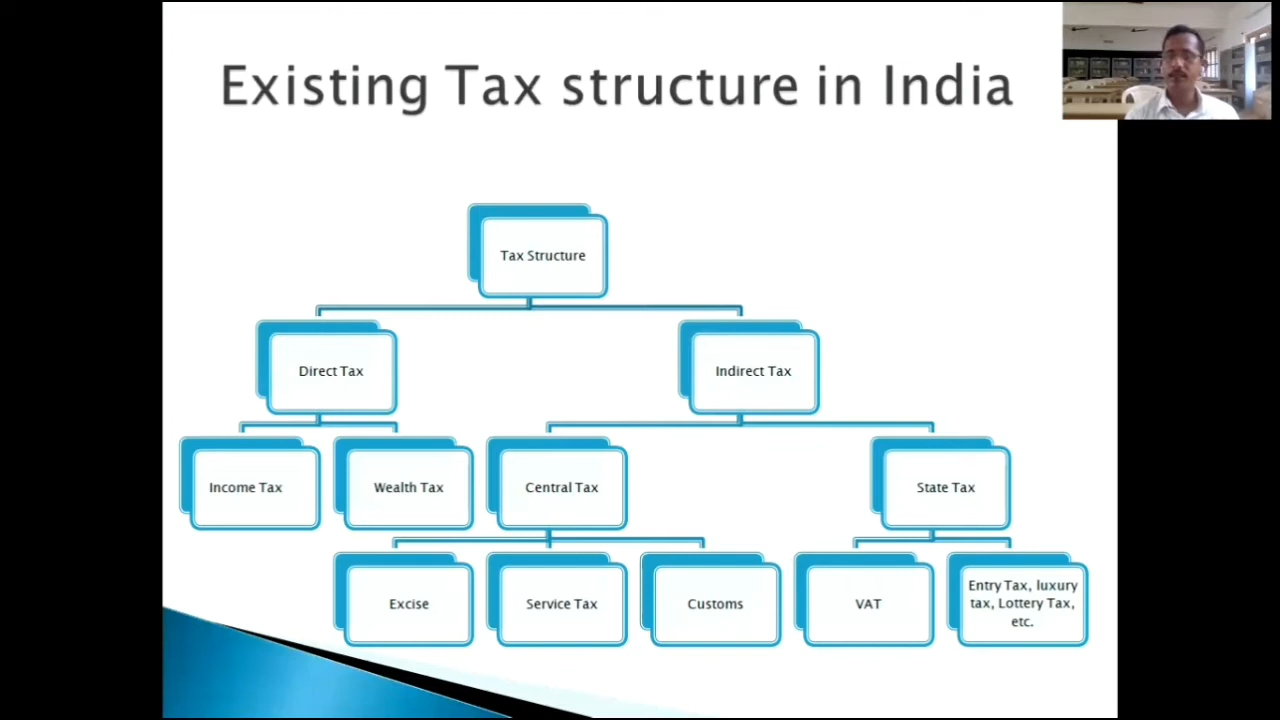 Existing Tax structure in India
Tax Structure
Direct Tax
Indirect Tax
Income Tax
Wealth Tax
Central Tax
State Tax
Excise
Service Tax
Customs
VAT
Entry Tax, luxury
tax, Lottery Tax,
etc.